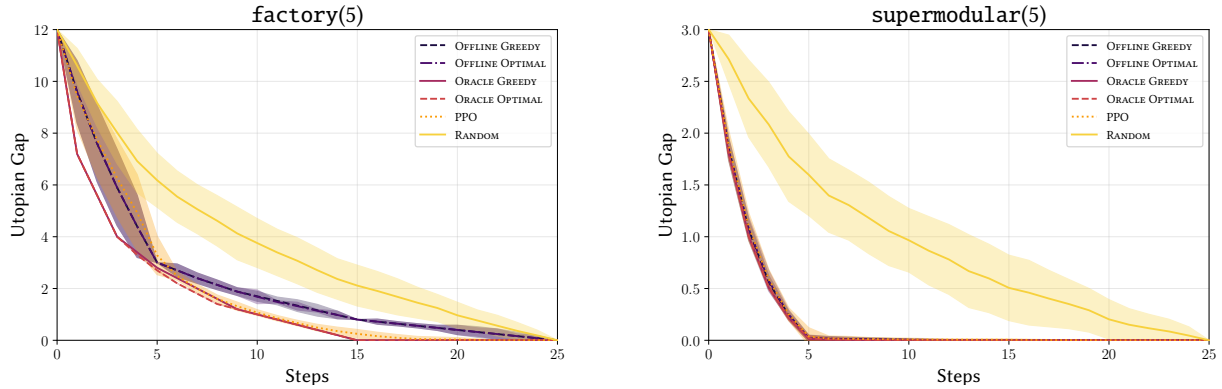 factory(5)
12
10
8
6
4
2
0
Utopian Gap
0 5 10 15 20 25
Steps
Offline Greedy
Offline Optimal
Oracle Greedy
Oracle Optimal
PPO
Random
supermodular(5)
3.0
2.5
2.0
1.5
1.0
0.5
0.0
Utopian Gap
0 5 10 15 20 25
Steps
Offline Greedy
Offline Optimal
Oracle Greedy
Oracle Optimal
PPO
Random